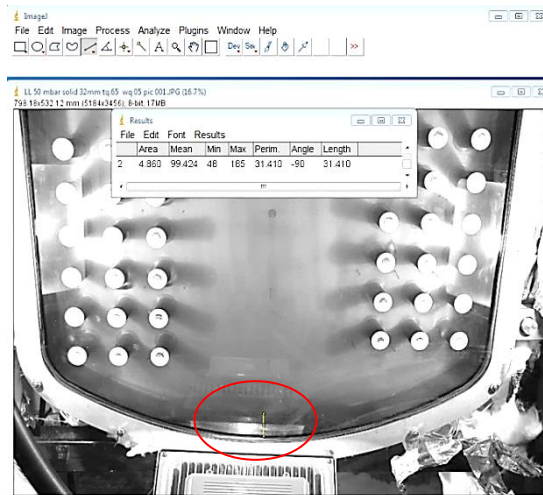 ImageJ
File Edit Image Process Analyze Plugins Window Help
A Dev Stk >>
LL 50 mbar solid 32mm tq 65 wq 05 pic 001.JPG (16.7%)
798.18x532.12 mm (5184x3456); 8-bit; 17MB
Results
File Edit Font Results
Area Mean Min Max Perim. Angle Length
2 4.860 99.424 48 185 31.410 -90 31.410